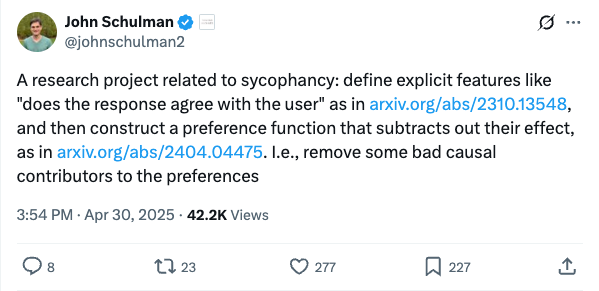 John Schulman
@johnschulman2
A research project related to sycophancy: define explicit features like
"does the response agree with the user" as in arxiv.org/abs/2310.13548,
and then construct a preference function that subtracts out their effect,
as in arxiv.org/abs/2404.04475. I.e., remove some bad causal
contributors to the preferences
3:54 PM · Apr 30, 2025 · 42.2K Views
8 23 277 227